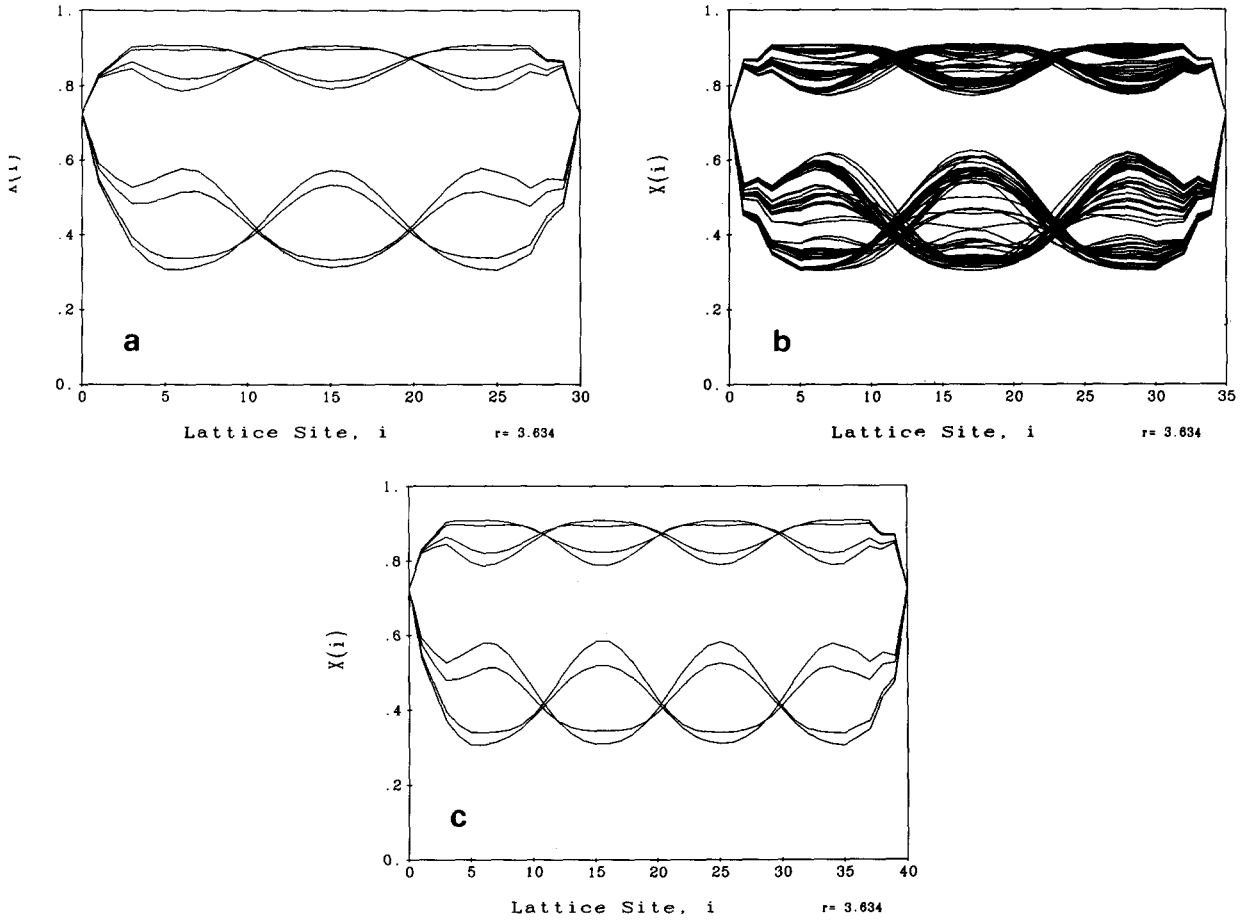 1.
.8
.6
.4
.2
0.
X(i)
a
0 5 10 15 20 25 30
Lattice Site, i r= 3.634
1.
.8
.6
.4
.2
0.
X(i)
b
0 5 10 15 20 25 30 35
Lattice Site, i r= 3.634
1.
.8
.6
.4
.2
0.
X(i)
c
0 5 10 15 20 25 30 35 40
Lattice Site, i r= 3.634